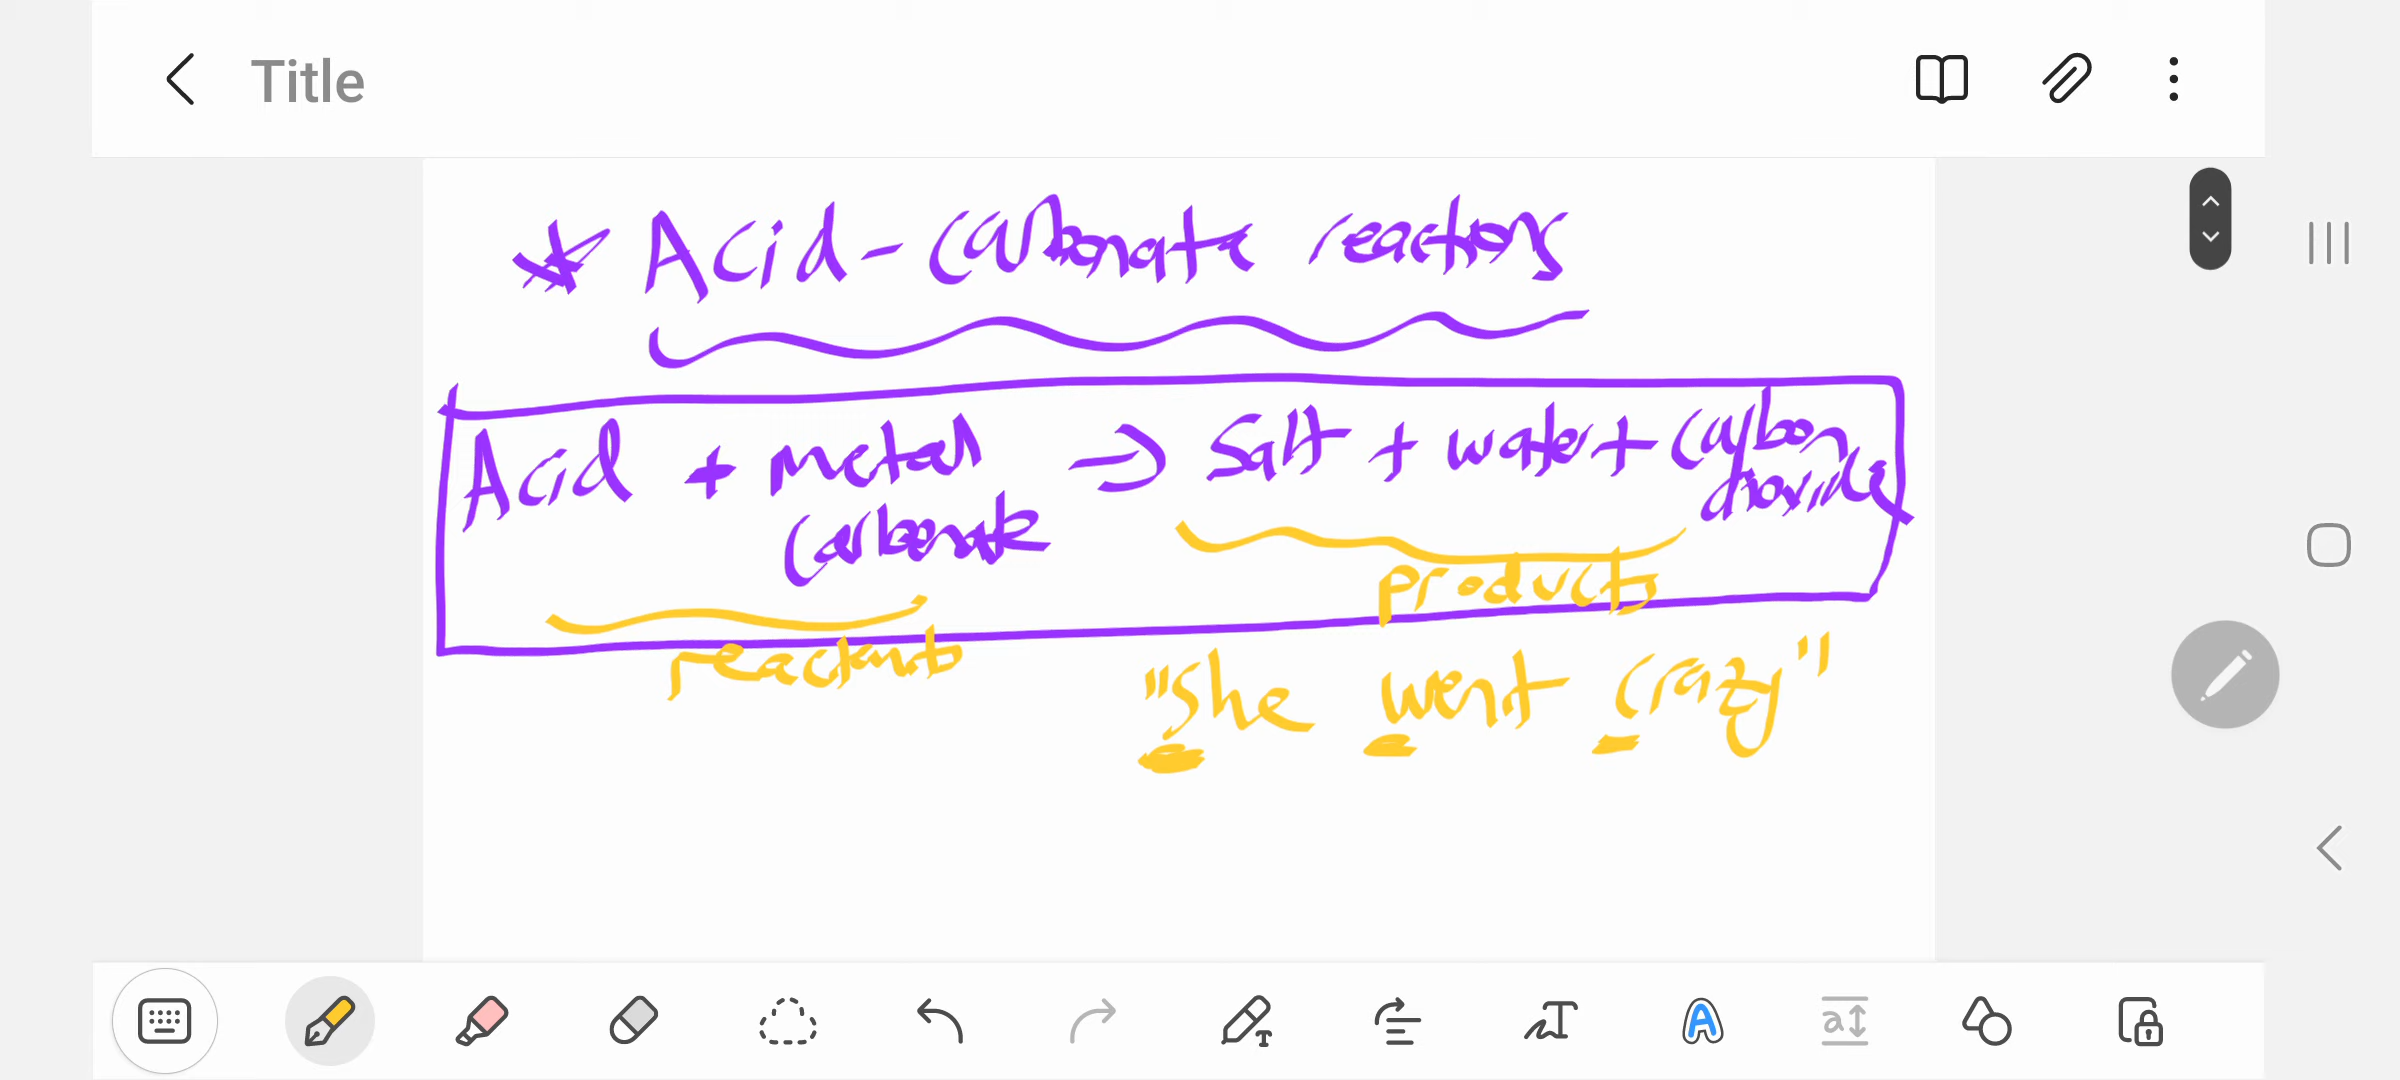 Title
* Acid-Carbonate reactions
Acid + metal carbonate → Salt + water + carbon dioxide
products
reactants
"She went crazy"